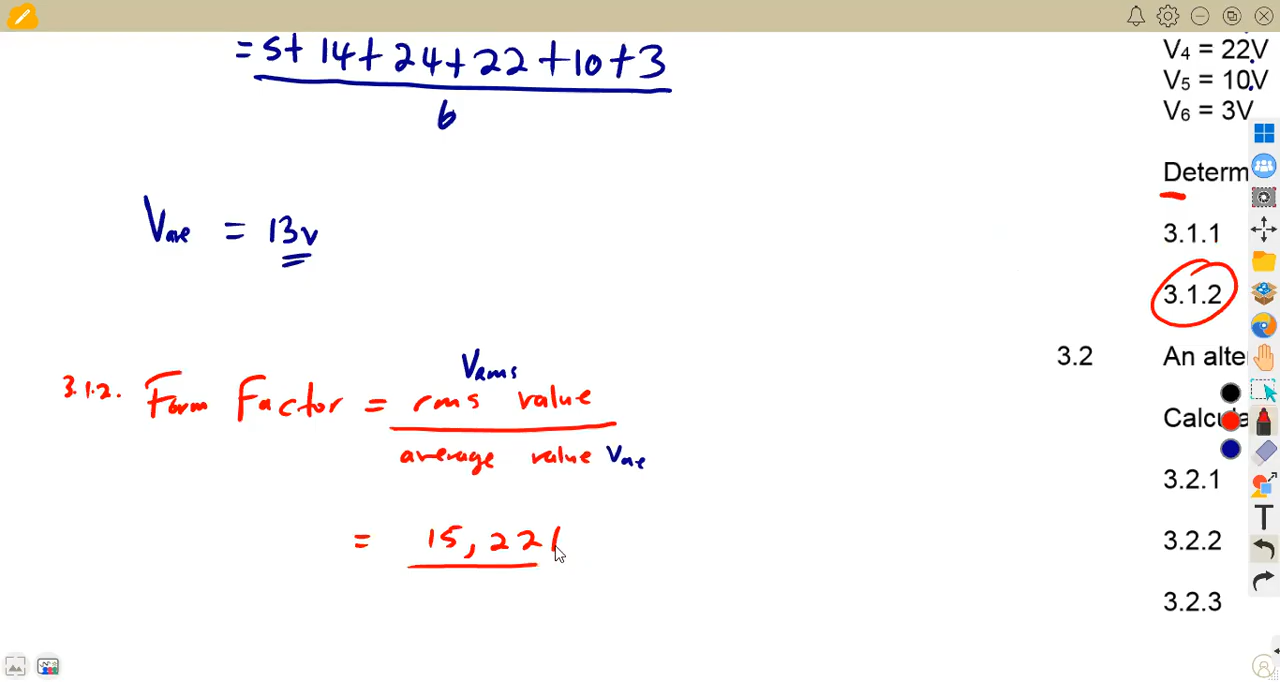 = 5 + 14 + 24 + 22 + 10 + 3
6
Vave = 13v
3.1.2. Form Factor = rms value
Vrms
average value Vave
= 15,221
V4 = 22V
V5 = 10V
V6 = 3V
Determ
3.1.1
3.1.2
3.2 An alte
Calcula
3.2.1
3.2.2
3.2.3
T